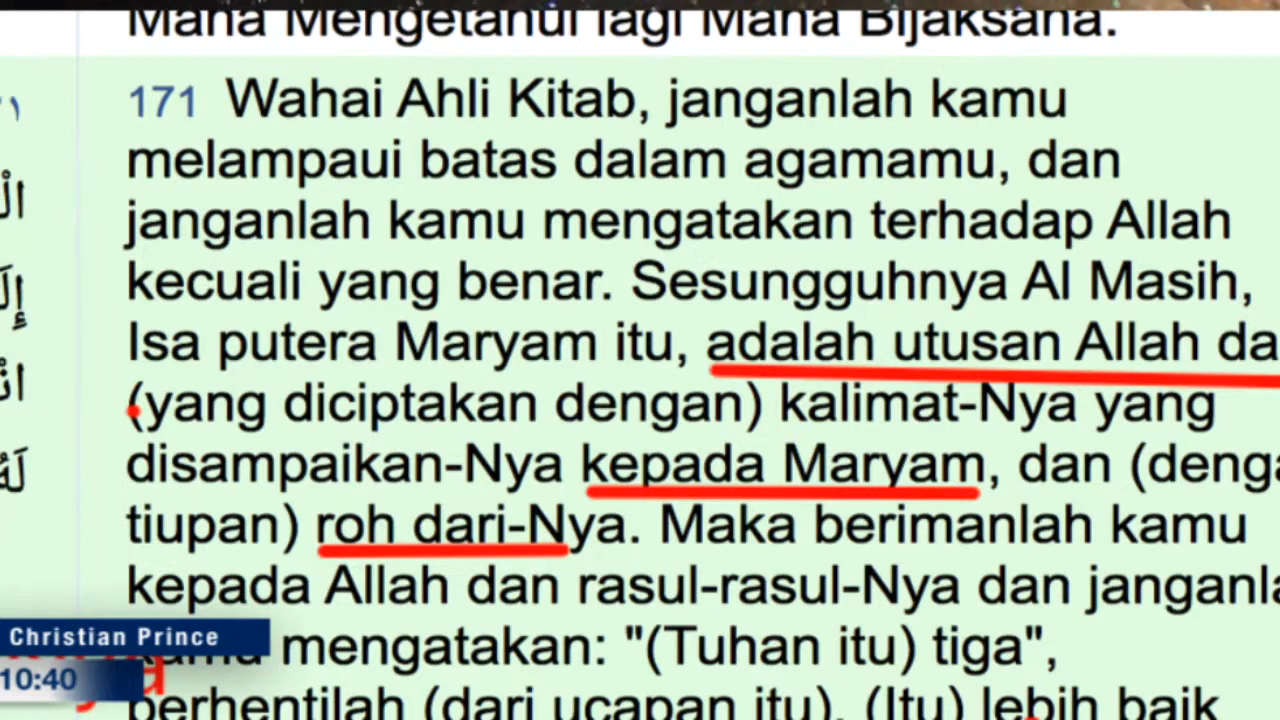 Maha Mengetahui lagi Maha Bijaksana.
171 Wahai Ahli Kitab, janganlah kamu
melampaui batas dalam agamamu, dan
janganlah kamu mengatakan terhadap Allah
kecuali yang benar. Sesungguhnya Al Masih,
Isa putera Maryam itu, adalah utusan Allah da
(yang diciptakan dengan) kalimat-Nya yang
disampaikan-Nya kepada Maryam, dan (denga
tiupan) roh dari-Nya. Maka berimanlah kamu
kepada Allah dan rasul-rasul-Nya dan janganla
kamu mengatakan: "(Tuhan itu) tiga",
berhentilah (dari ucapan itu). (Itu) lebih baik
Christian Prince
10:40